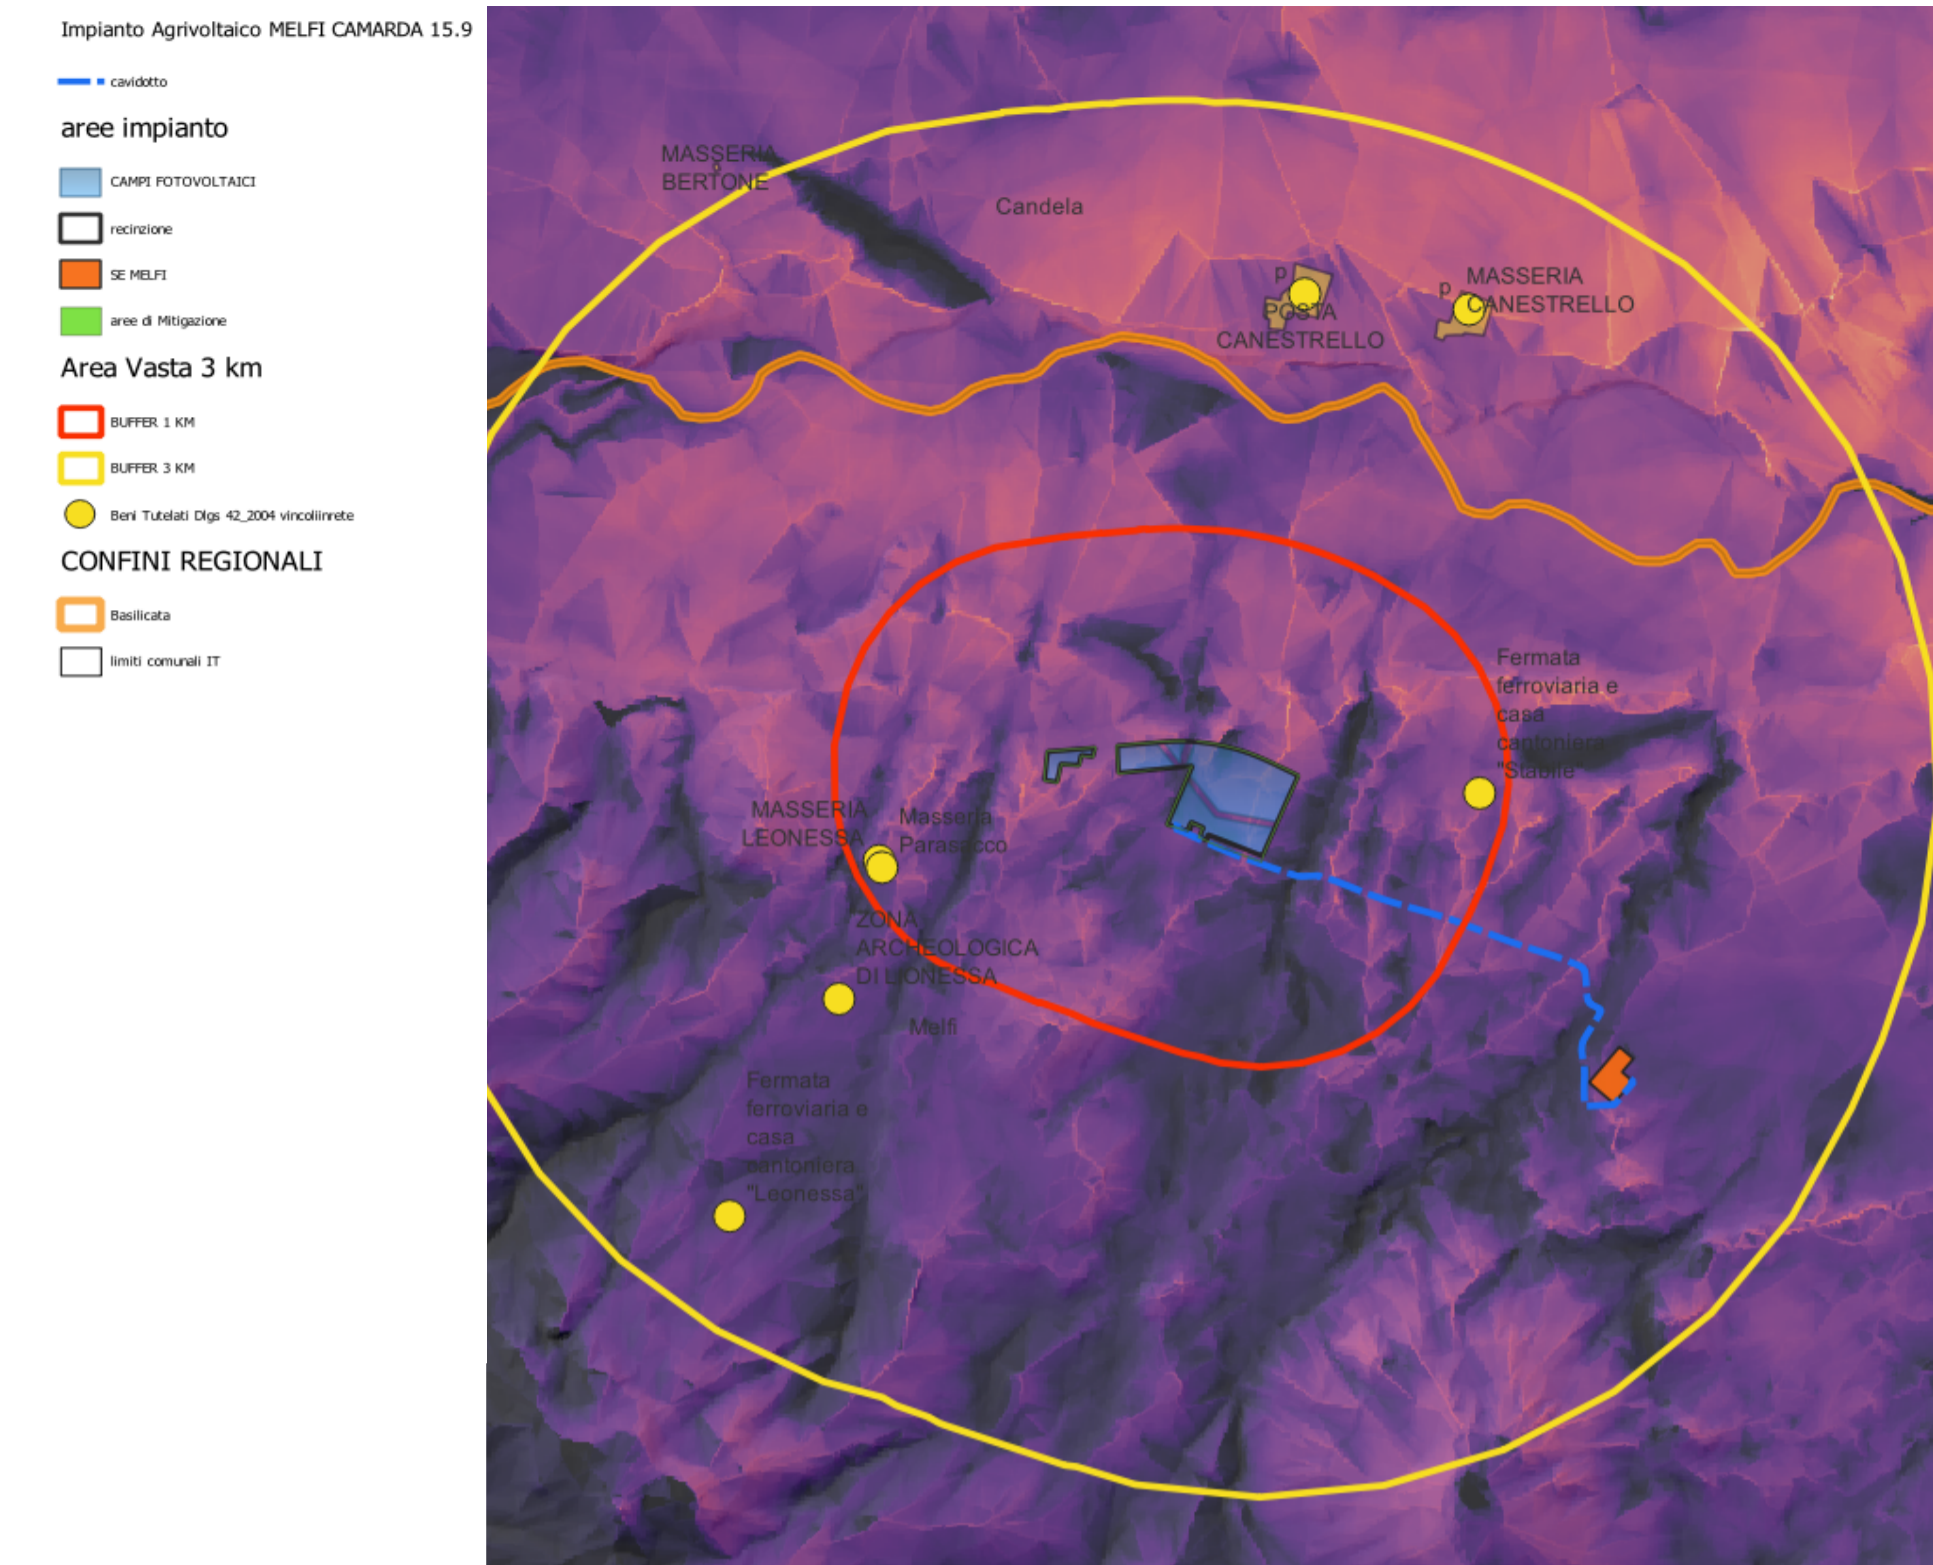 Impianto Agrivoltaico MELFI CAMARDA 15.9
cavidotto
aree impianto
CAMPI FOTOVOLTAICI
recinzione
SE MELFI
aree di Mitigazione
Area Vasta 3 km
BUFFER 1 KM
BUFFER 3 KM
Beni Tutelati Dlgs 42_2004 vincoliinrete
CONFINI REGIONALI
Basilicata
limiti comunali IT
MASSERIA
BERTONE
Candela
p
POSTA
CANESTRELLO
p
MASSERIA
CANESTRELLO
Fermata
ferroviaria e
casa
cantoniera
"Stabile"
MASSERIA
LEONESSA
Masseria
Parasacco
ZONA
ARCHEOLOGICA
DI LIONESSA
Melfi
Fermata
ferroviaria e
casa
cantoniera
"Leonessa"